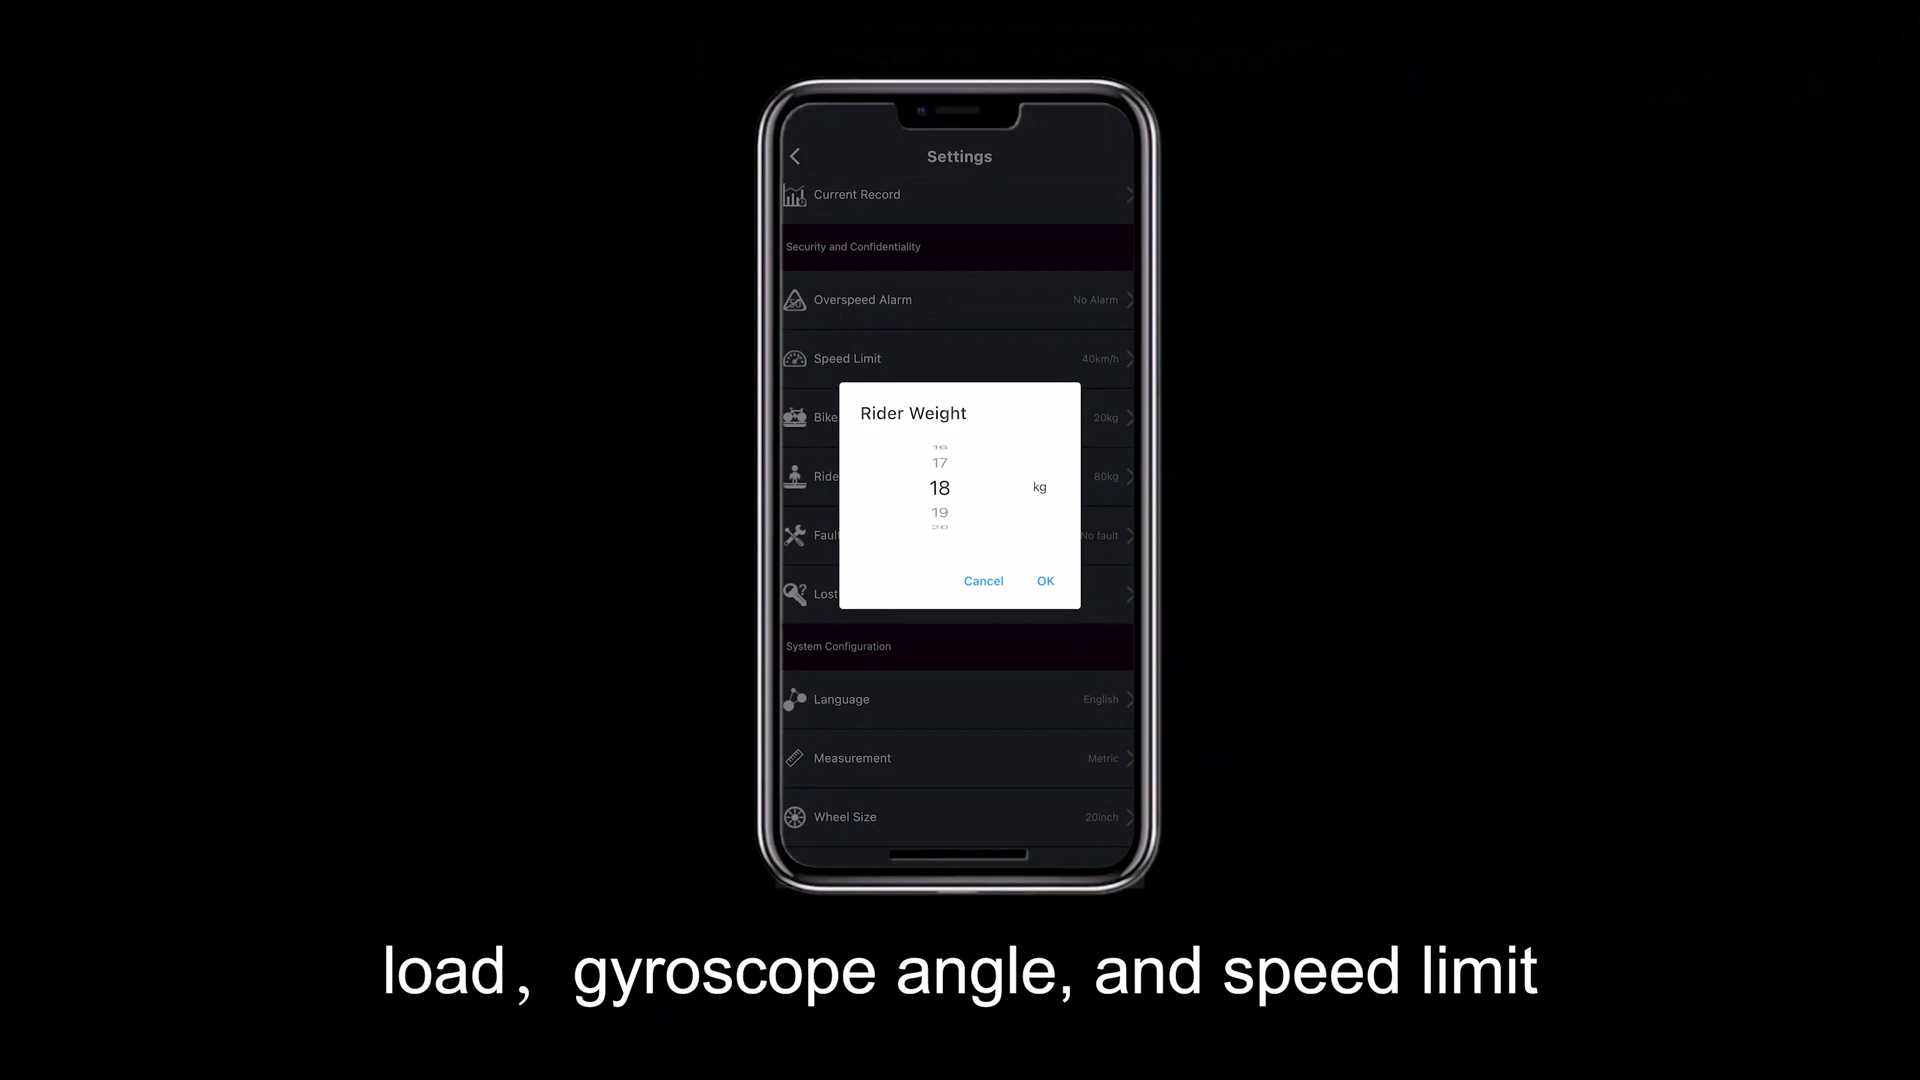 Settings
Current Record
Security and Confidentiality
Overspeed Alarm No Alarm
Speed Limit 40km/h
Bike 20kg
Ride 80kg
Faul No fault
Lost
Rider Weight
16
17
18 kg
19
20
Cancel OK
System Configuration
Language English
Measurement Metric
Wheel Size 20inch
load，gyroscope angle, and speed limit